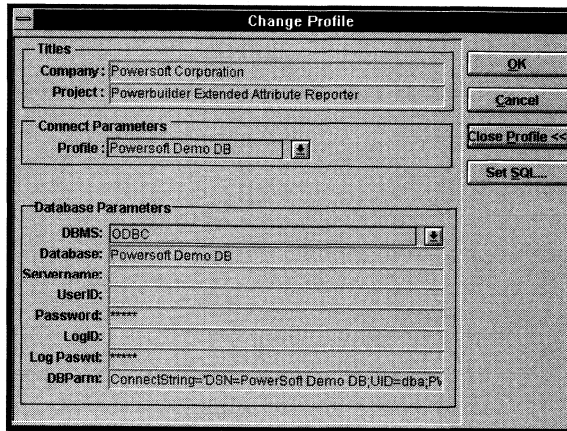 Change Profile
Titles
Company: Powersoft Corporation
Project: Powerbuilder Extended Attribute Reporter
Connect Parameters
Profile: Powersoft Demo DB
Database Parameters
DBMS: ODBC
Database: Powersoft Demo DB
Servername:
UserID:
Password: *****
LogID:
Log Paswd: *****
DBParm: ConnectString='DSN=PowerSoft Demo DB;UID=dba;PW
OK
Cancel
Close Profile <<
Set SQL...